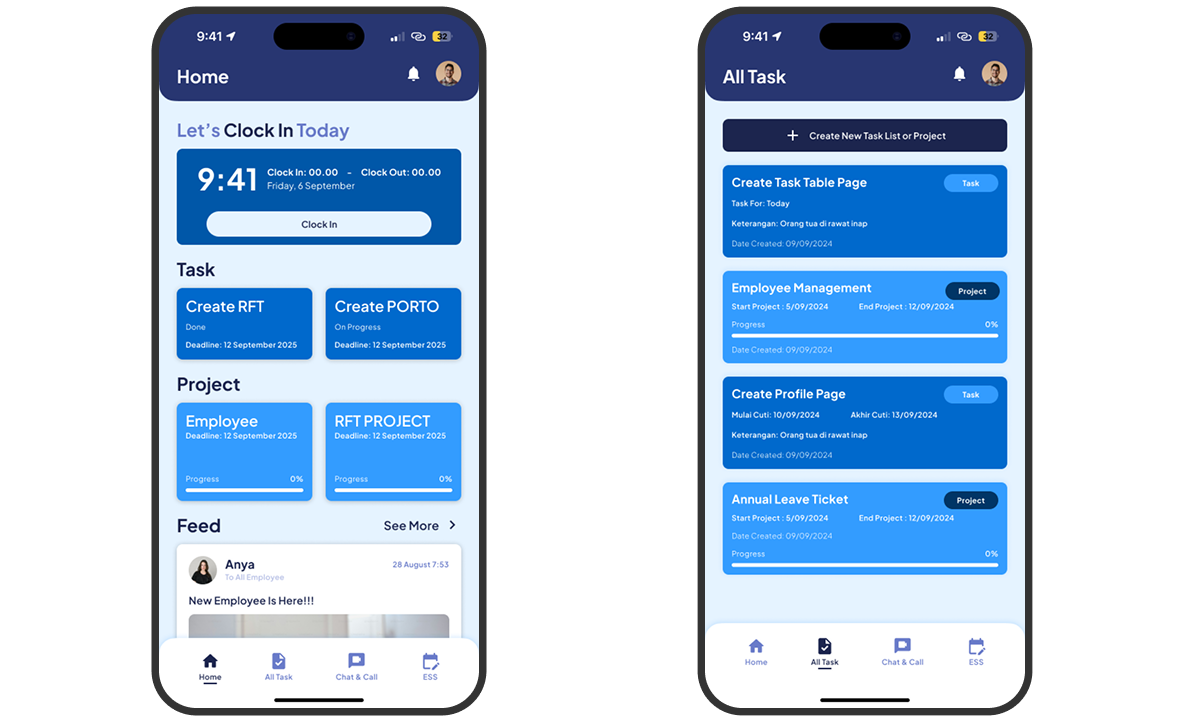 9:41
32
Home
Let's Clock In Today
9:41
Clock In: 00.00 - Clock Out: 00.00
Friday, 6 September
Clock In
Task
Create RFT
Done
Deadline: 12 September 2025
Create PORTO
On Progress
Deadline: 12 September 2025
Project
Employee
Deadline: 12 September 2025
Progress 0%
RFT PROJECT
Deadline: 12 September 2025
Progress 0%
Feed
See More
Anya
To All Employee
28 August 7:53
New Employee Is Here!!!
Home
All Task
Chat & Call
ESS
9:41
32
All Task
Create New Task List or Project
Create Task Table Page
Task
Task For: Today
Keterangan: Orang tua di rawat inap
Date Created: 09/09/2024
Employee Management
Project
Start Project : 5/09/2024 End Project : 12/09/2024
Progress 0%
Date Created: 09/09/2024
Create Profile Page
Task
Mulai Cuti: 10/09/2024 Akhir Cuti: 13/09/2024
Keterangan: Orang tua di rawat inap
Date Created: 09/09/2024
Annual Leave Ticket
Project
Start Project : 5/09/2024 End Project : 12/09/2024
Date Created: 09/09/2024
Progress 0%
Home
All Task
Chat & Call
ESS